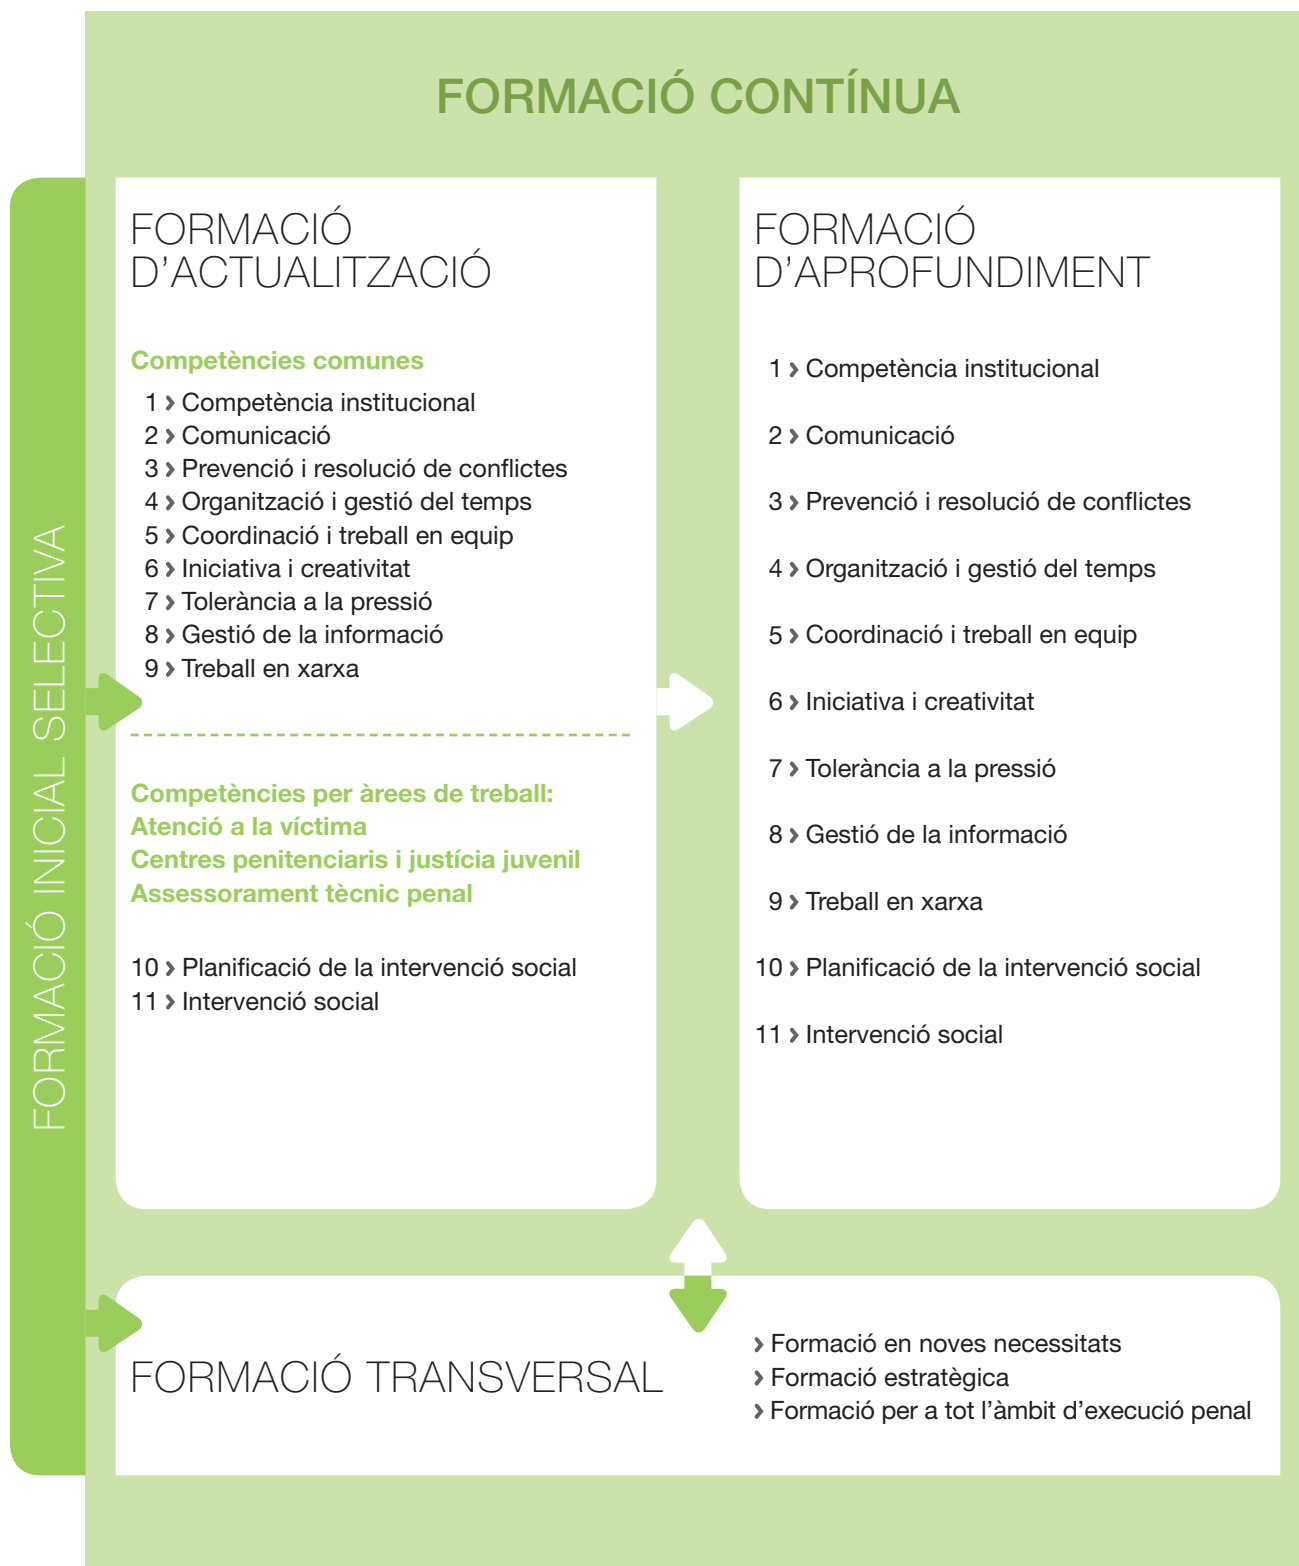 FORMACIÓ CONTÍNUA
FORMACIÓ INICIAL SELECTIVA
FORMACIÓ
D’ACTUALITZACIÓ
Competències comunes
1 › Competència institucional
2 › Comunicació
3 › Prevenció i resolució de conflictes
4 › Organització i gestió del temps
5 › Coordinació i treball en equip
6 › Iniciativa i creativitat
7 › Tolerància a la pressió
8 › Gestió de la informació
9 › Treball en xarxa
Competències per àrees de treball:
Atenció a la víctima
Centres penitenciaris i justícia juvenil
Assessorament tècnic penal
10 › Planificació de la intervenció social
11 › Intervenció social
FORMACIÓ
D’APROFUNDIMENT
1 › Competència institucional
2 › Comunicació
3 › Prevenció i resolució de conflictes
4 › Organització i gestió del temps
5 › Coordinació i treball en equip
6 › Iniciativa i creativitat
7 › Tolerància a la pressió
8 › Gestió de la informació
9 › Treball en xarxa
10 › Planificació de la intervenció social
11 › Intervenció social
FORMACIÓ TRANSVERSAL
› Formació en noves necessitats
› Formació estratègica
› Formació per a tot l’àmbit d’execució penal